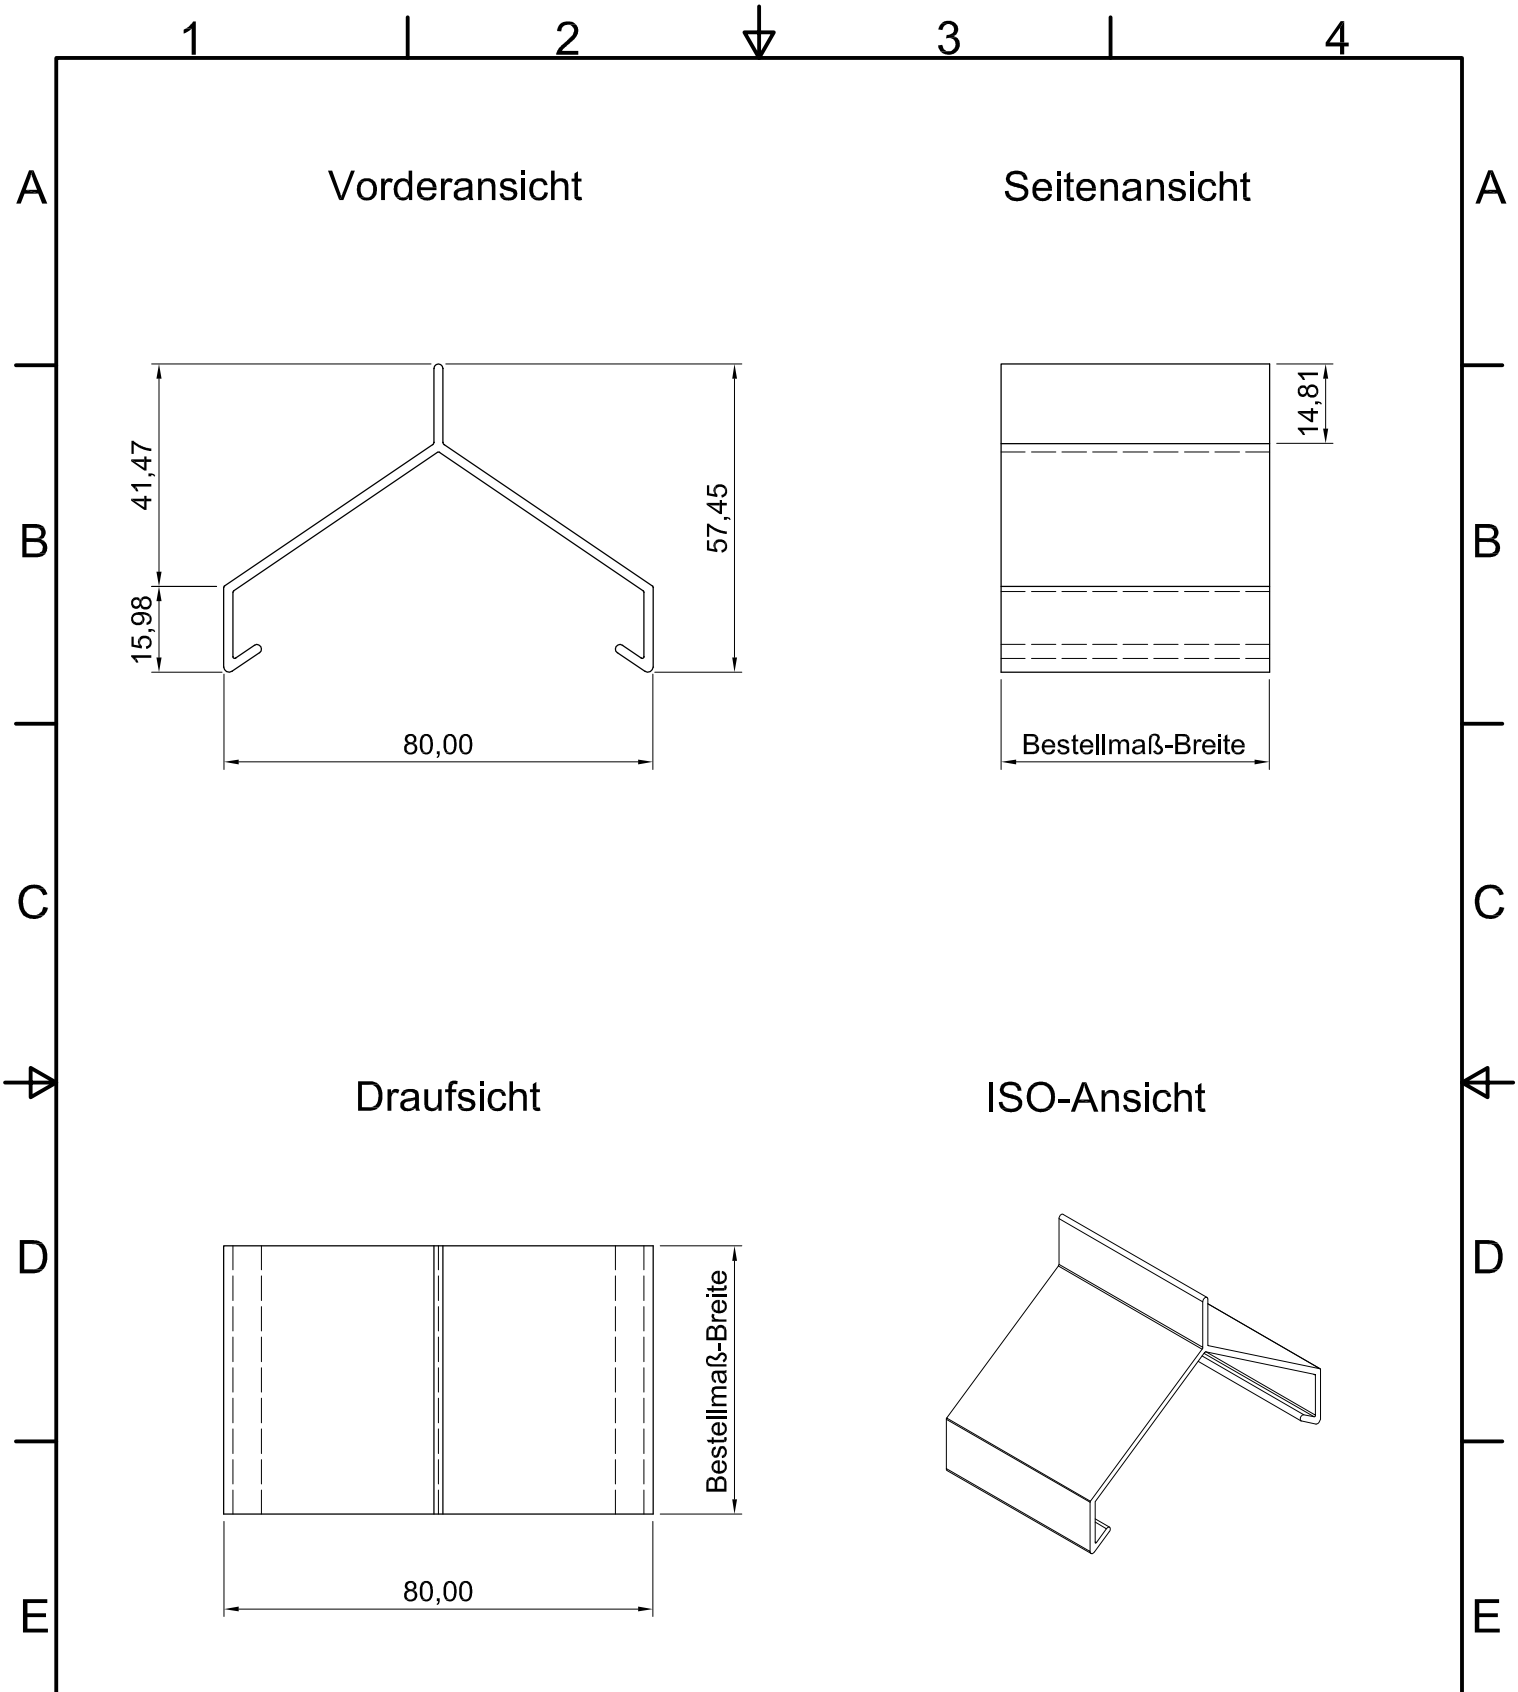 1 2 3 4
A A
Vorderansicht Seitenansicht
41,47
57,45
14,81
15,98
B B
80,00
Bestellmaß-Breite
C C
Draufsicht ISO-Ansicht
D D
Bestellmaß-Breite
80,00
E E